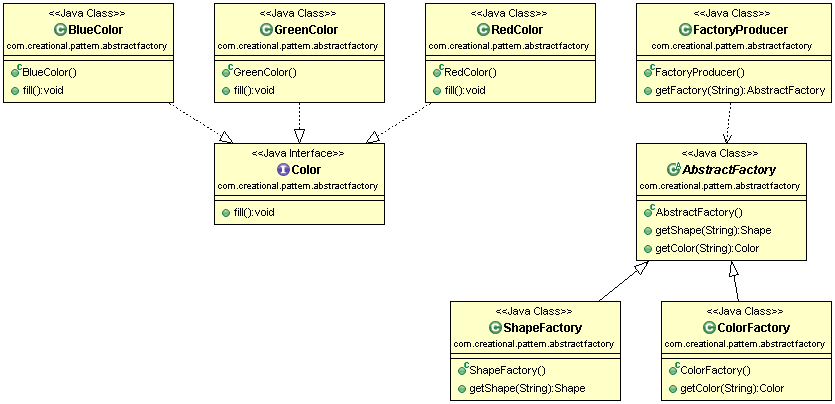 <<Java Class>>
BlueColor
com.creational.pattern.abstractfactory
BlueColor()
fill():void
<<Java Class>>
GreenColor
com.creational.pattern.abstractfactory
GreenColor()
fill():void
<<Java Class>>
RedColor
com.creational.pattern.abstractfactory
RedColor()
fill():void
<<Java Class>>
FactoryProducer
com.creational.pattern.abstractfactory
FactoryProducer()
getFactory(String):AbstractFactory
<<Java Interface>>
Color
com.creational.pattern.abstractfactory
fill():void
<<Java Class>>
AbstractFactory
com.creational.pattern.abstractfactory
AbstractFactory()
getShape(String):Shape
getColor(String):Color
<<Java Class>>
ShapeFactory
com.creational.pattern.abstractfactory
ShapeFactory()
getShape(String):Shape
<<Java Class>>
ColorFactory
com.creational.pattern.abstractfactory
ColorFactory()
getColor(String):Color